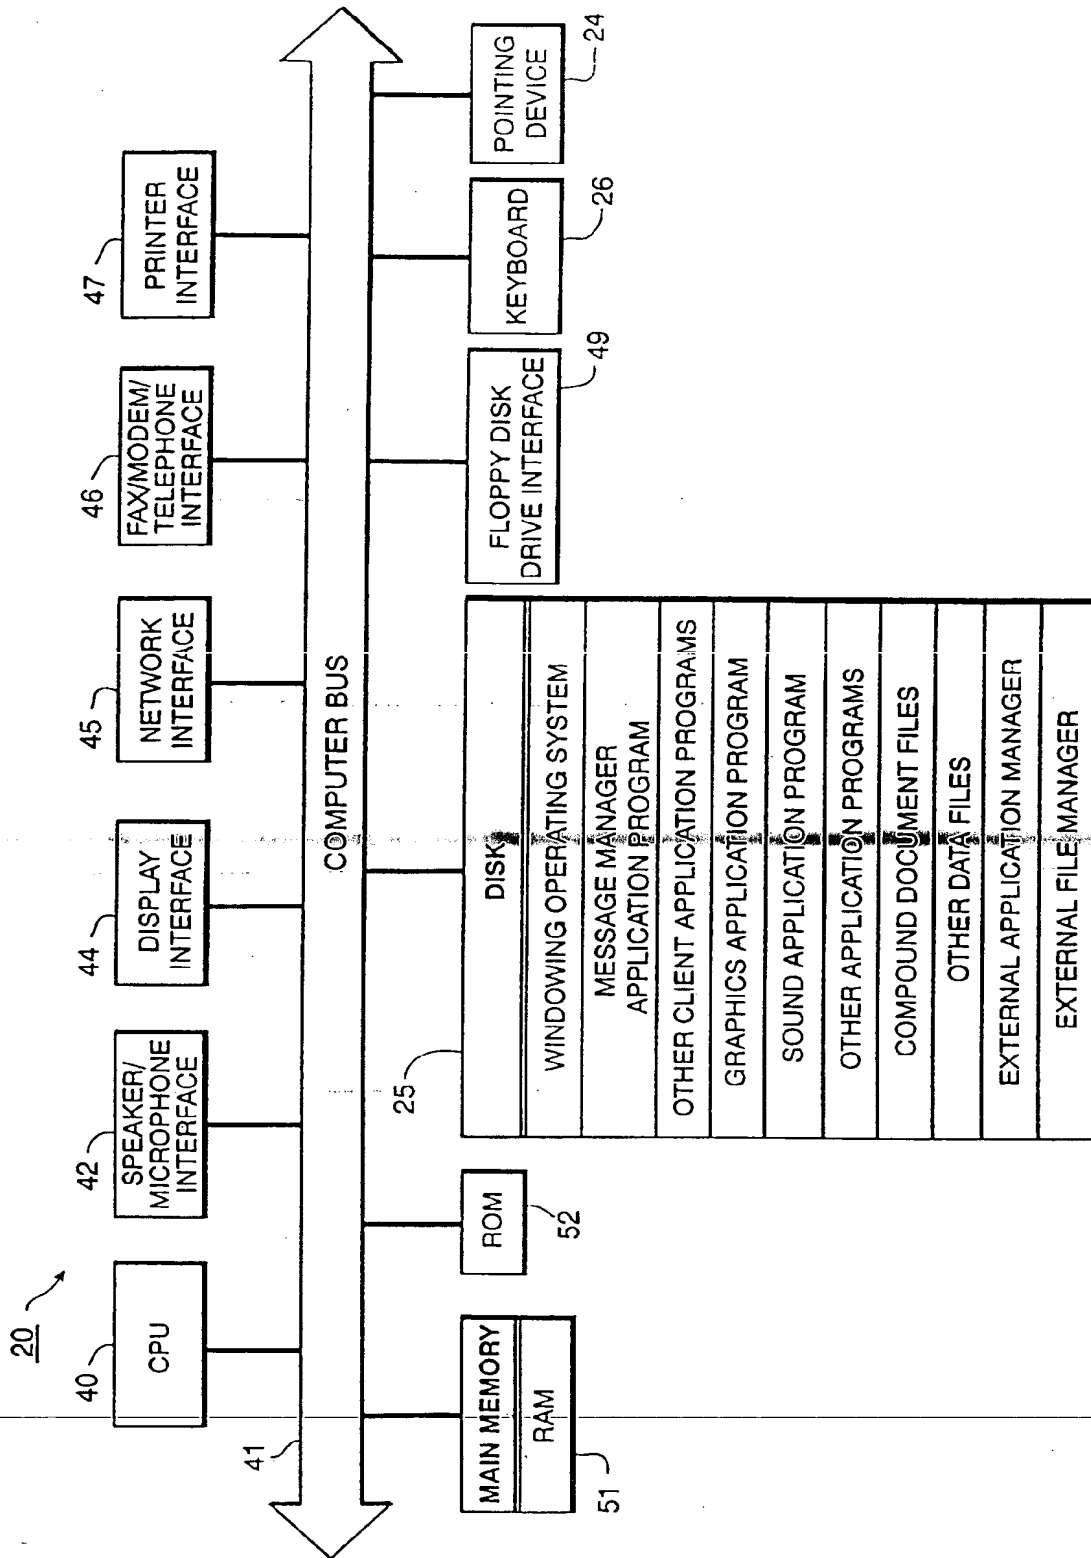 20
40
CPU
42
SPEAKER/
MICROPHONE
INTERFACE
44
DISPLAY
INTERFACE
45
NETWORK
INTERFACE
46
FAX/MODEM/
TELEPHONE
INTERFACE
47
PRINTER
INTERFACE
41
COMPUTER BUS
MAIN MEMORY
RAM
51
ROM
52
25
DISK
WINDOWING OPERATING SYSTEM
MESSAGE MANAGER
APPLICATION PROGRAM
OTHER CLIENT APPLICATION PROGRAMS
GRAPHICS APPLICATION PROGRAM
SOUND APPLICATION PROGRAM
OTHER APPLICATION PROGRAMS
COMPOUND DOCUMENT FILES
OTHER DATA FILES
EXTERNAL APPLICATION MANAGER
EXTERNAL FILE MANAGER
FLOPPY DISK
DRIVE INTERFACE
49
KEYBOARD
26
POINTING
DEVICE
24